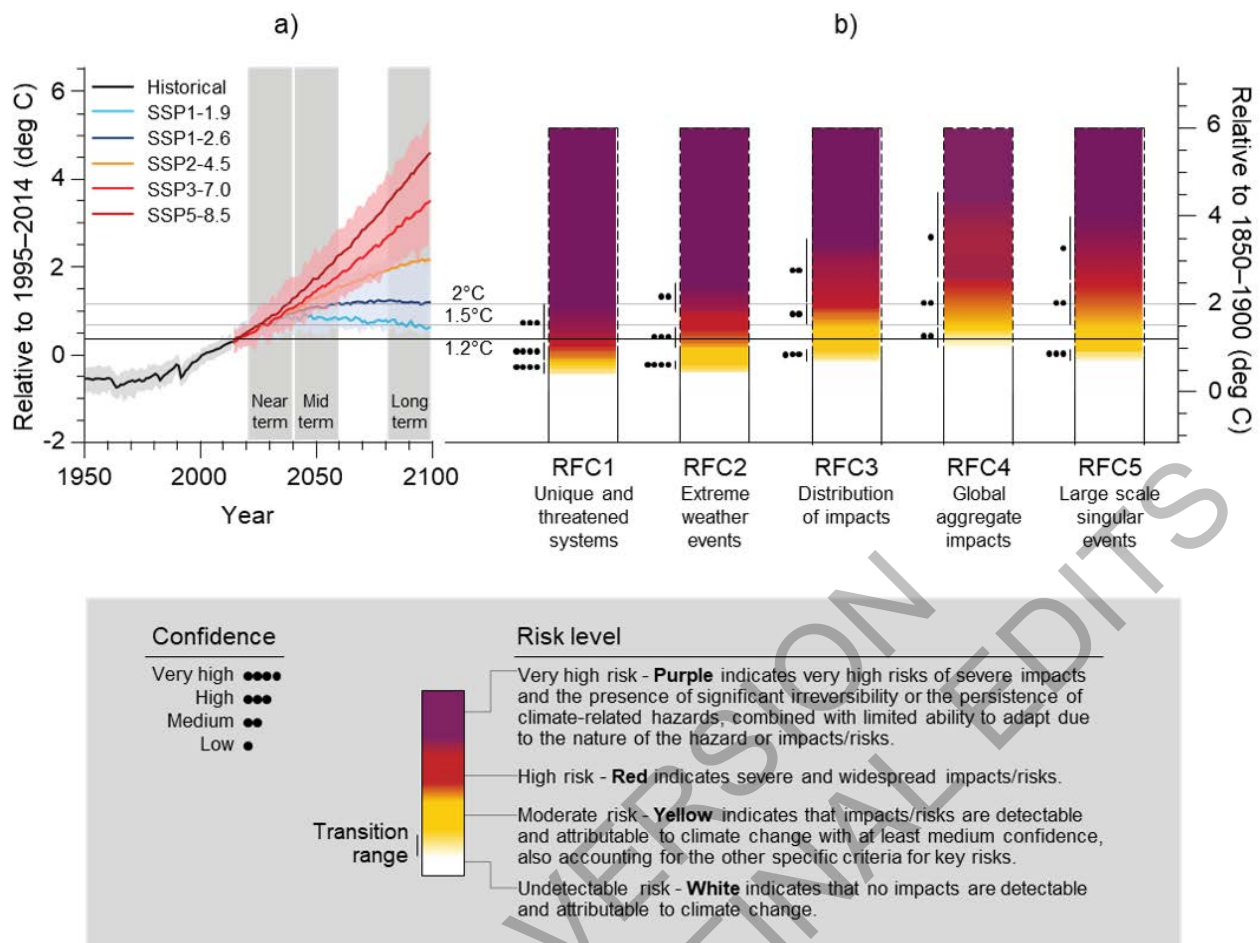 a)
b)
Relative to 1995–2014 (deg C)
6
4
2
0
-2
Historical
SSP1-1.9
SSP1-2.6
SSP2-4.5
SSP3-7.0
SSP5-8.5
Near
term
Mid
term
Long
term
1950
2000
2050
2100
Year
2°C
1.5°C
1.2°C
6
4
2
0
Relative to 1850–1900 (deg C)
RFC1
Unique and
threatened
systems
RFC2
Extreme
weather
events
RFC3
Distribution
of impacts
RFC4
Global
aggregate
impacts
RFC5
Large scale
singular
events
Confidence
Very high
High
Medium
Low
Transition
range
Risk level
Very high risk - Purple indicates very high risks of severe impacts
and the presence of significant irreversibility or the persistence of
climate-related hazards, combined with limited ability to adapt due
to the nature of the hazard or impacts/risks.
High risk - Red indicates severe and widespread impacts/risks.
Moderate risk - Yellow indicates that impacts/risks are detectable
and attributable to climate change with at least medium confidence,
also accounting for the other specific criteria for key risks.
Undetectable risk - White indicates that no impacts are detectable
and attributable to climate change.
VERSION
EDITS